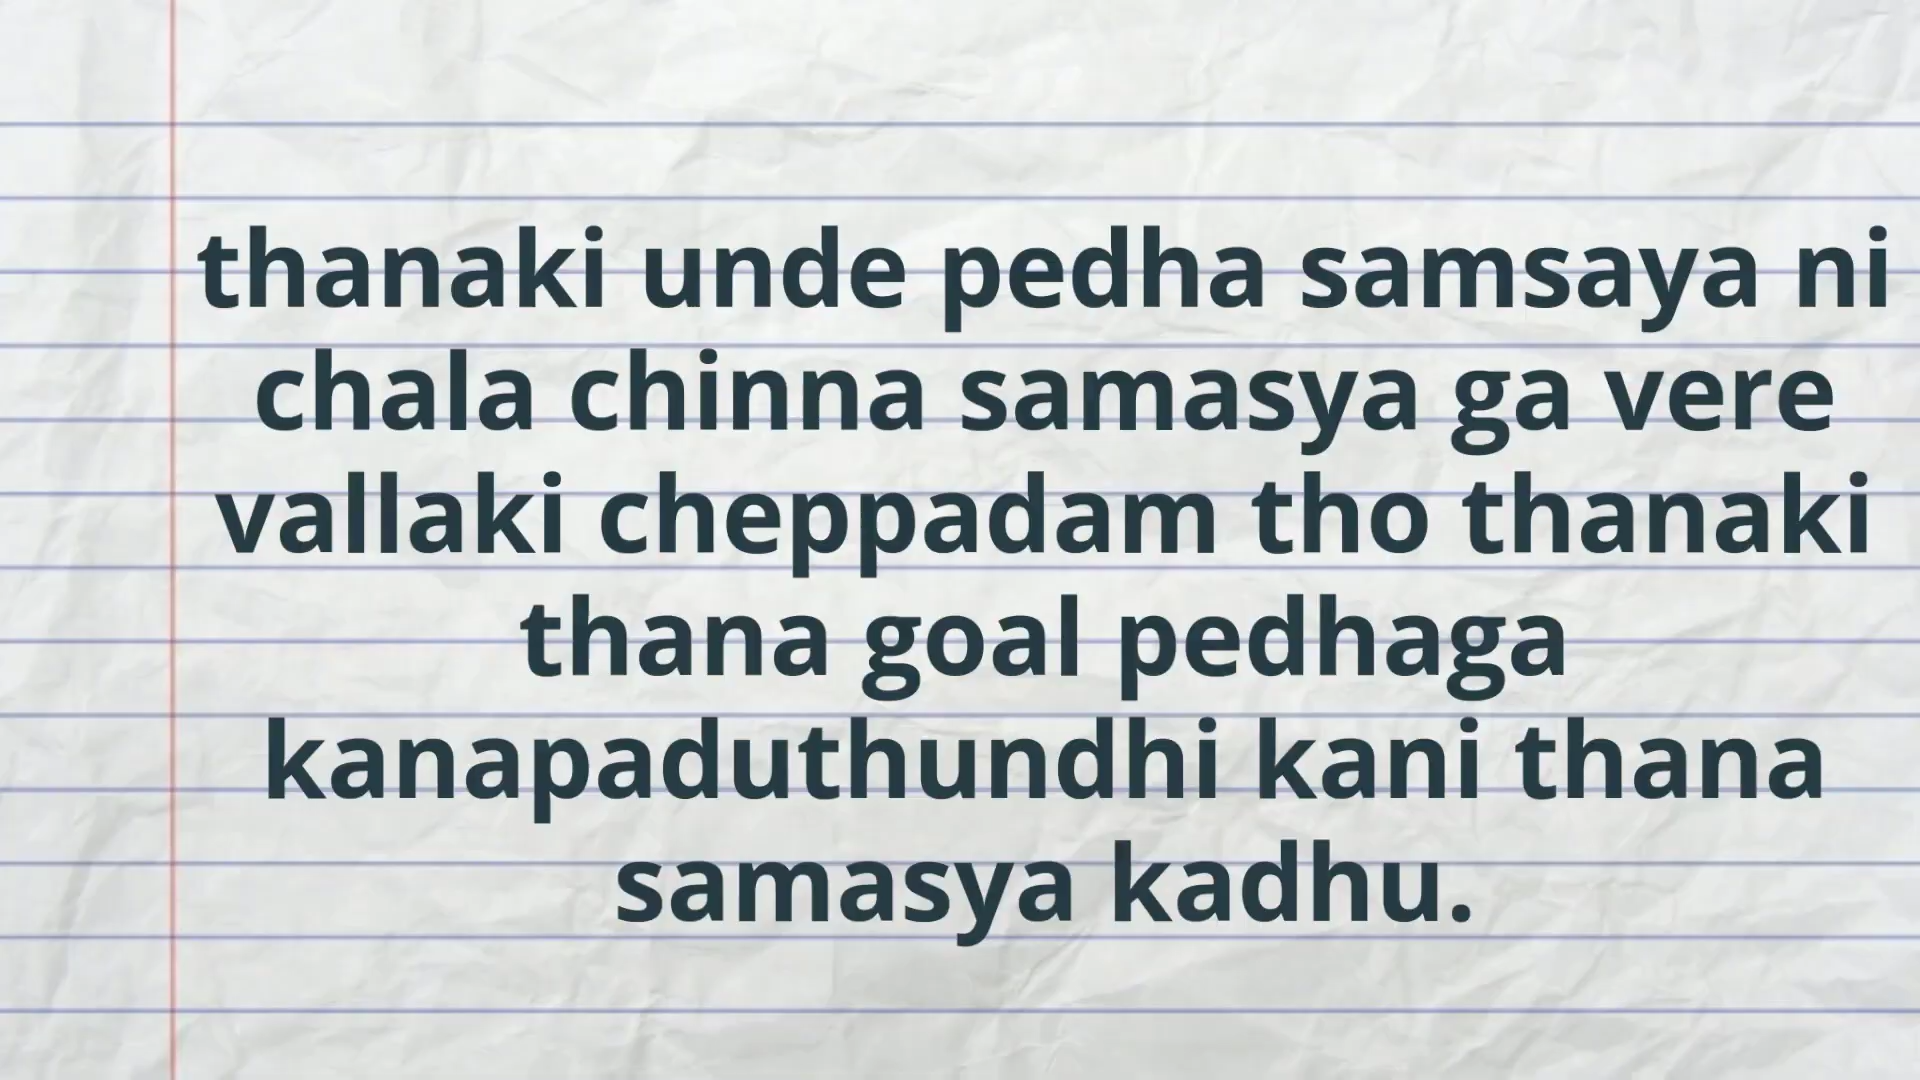 thanaki unde pedha samsaya ni
chala chinna samasya ga vere
vallaki cheppadam tho thanaki
thana goal pedhaga
kanapaduthundhi kani thana
samasya kadhu.